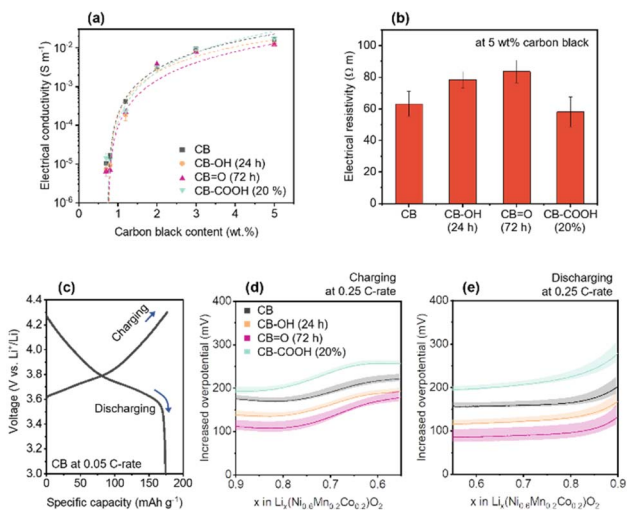 (a)
Electrical conductivity (S m⁻¹)
10⁻²
10⁻³
10⁻⁴
10⁻⁵
10⁻⁶
CB
CB-OH (24 h)
CB=O (72 h)
CB-COOH (20 %)
0 1 2 3 4 5
Carbon black content (wt.%)
(b)
at 5 wt% carbon black
Electrical resistivity (Ω m)
100
80
60
40
20
0
CB CB-OH CB=O CB-COOH
(24 h) (72 h) (20%)
(c)
Voltage (V vs. Li⁺/Li)
4.4
4.2
4.0
3.8
3.6
3.4
3.2
3.0
Charging
Discharging
CB at 0.05 C-rate
0 50 100 150 200
Specific capacity (mAh g⁻¹)
(d)
Charging
at 0.25 C-rate
Increased overpotential (mV)
400
300
200
100
0
CB
CB-OH (24 h)
CB=O (72 h)
CB-COOH (20%)
0.9 0.8 0.7 0.6
x in Liₓ(Ni₀.₆Mn₀.₂Co₀.₂)O₂
(e)
Discharging
at 0.25 C-rate
Increased overpotential (mV)
400
300
200
100
0
0.6 0.7 0.8 0.9
x in Liₓ(Ni₀.₆Mn₀.₂Co₀.₂)O₂